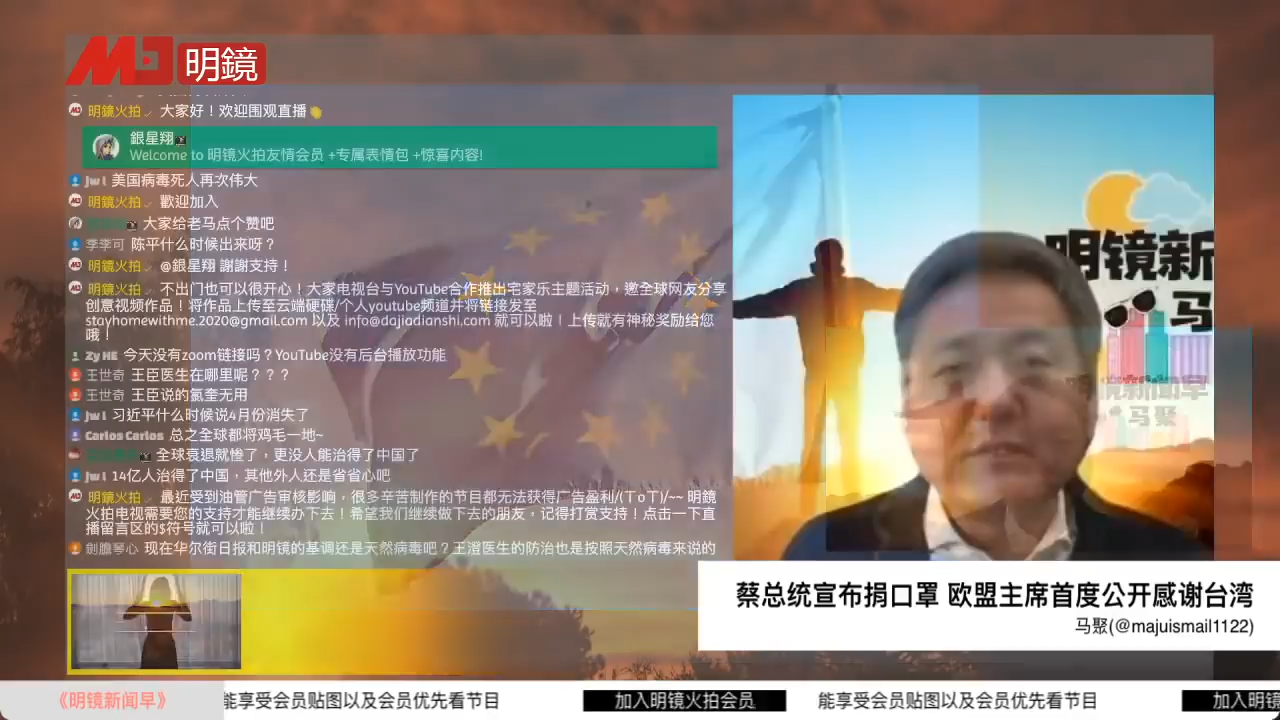 明鏡
明鏡火拍 大家好！欢迎围观直播
銀星翔
Welcome to 明镜火拍友情会员 +专属表情包 +惊喜内容!
jw l 美国病毒死人再次伟大
明鏡火拍 歡迎加入
大家给老马点个赞吧
李李可 陈平什么时候出来呀？
明鏡火拍 @銀星翔 謝謝支持！
明鏡火拍 不出门也可以很开心！大家电视台与YouTube合作推出宅家乐主题活动，邀全球网友分享
创意视频作品！将作品上传至云端硬碟/个人youtube频道并将链接发至
stayhomewithme.2020@gmail.com 以及 info@dajiadianshi.com 就可以啦！上传就有神秘奖励给您
哦！
Zy HE 今天没有zoom链接吗？YouTube没有后台播放功能
王世奇 王臣医生在哪里呢？？？
王世奇 王臣说的氯奎无用
jw l 习近平什么时候说4月份消失了
Carlos Carlos 总之全球都将鸡毛一地~
全球衰退就惨了，更没人能治得了中国了
jw l 14亿人治得了中国，其他外人还是省省心吧
明鏡火拍 最近受到油管广告审核影响，很多辛苦制作的节目都无法获得广告盈利/(ToT)/~~ 明鏡
火拍电视需要您的支持才能继续办下去！希望我们继续做下去的朋友，记得打赏支持！点击一下直
播留言区的$符号就可以啦！
劍膽琴心 现在华尔街日报和明镜的基调还是天然病毒吧？王澄医生的防治也是按照天然病毒来说的
明镜新
马
镜新闻早
马聚
蔡总统宣布捐口罩 欧盟主席首度公开感谢台湾
马聚(@majuismail1122)
《明镜新闻早》
能享受会员贴图以及会员优先看节目 加入明镜火拍会员 能享受会员贴图以及会员优先看节目 加入明镜